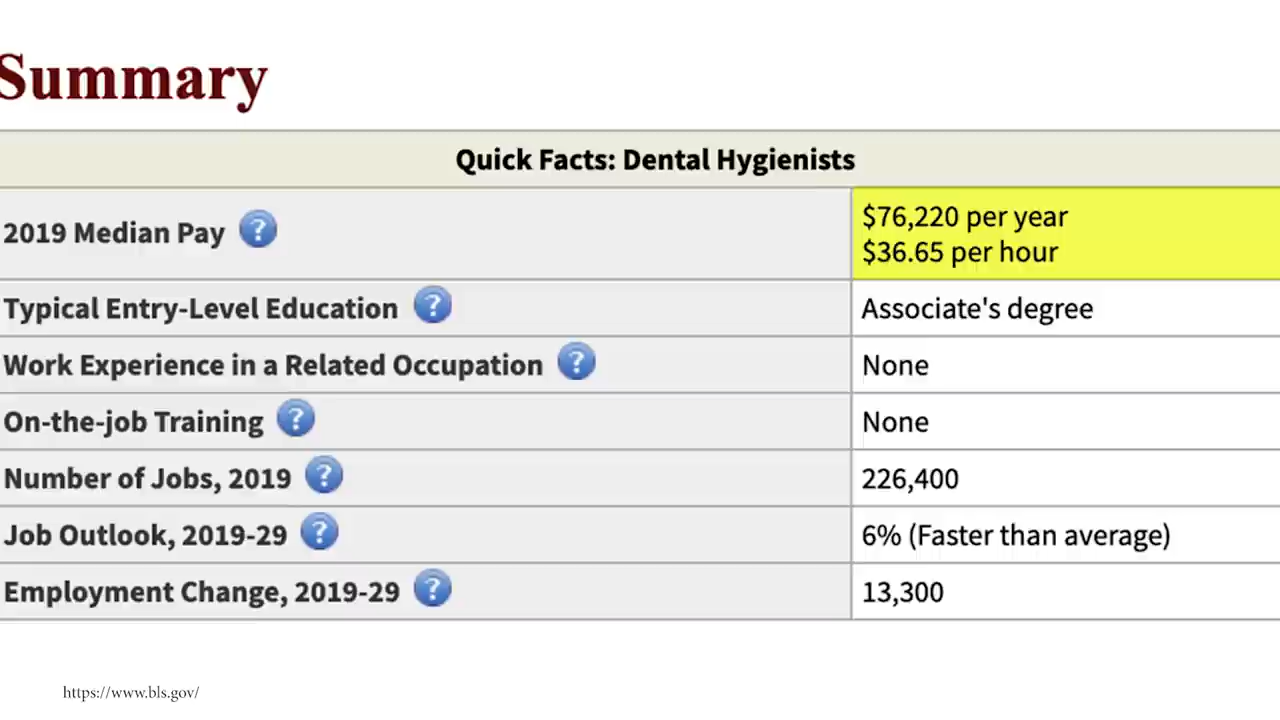 Summary
Quick Facts: Dental Hygienists
2019 Median Pay ?
$76,220 per year
$36.65 per hour
Typical Entry-Level Education ?
Associate's degree
Work Experience in a Related Occupation ?
None
On-the-job Training ?
None
Number of Jobs, 2019 ?
226,400
Job Outlook, 2019-29 ?
6% (Faster than average)
Employment Change, 2019-29 ?
13,300
https://www.bls.gov/